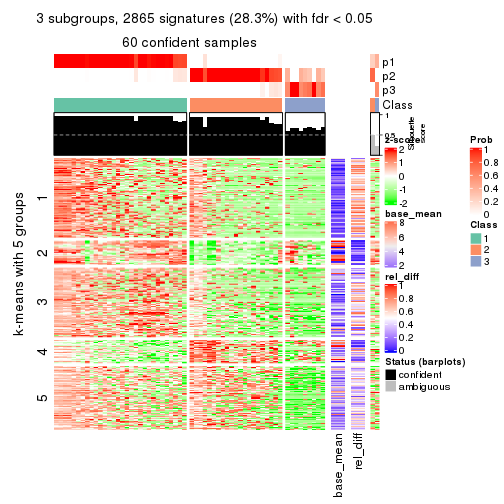 3 subgroups, 2865 signatures (28.3%) with fdr < 0.05
60 confident samples
p1
p2
p3
Class
1
0.5
Silhouette
score
k-means with 5 groups
1
2
3
4
5
base_mean
rel_diff
z-score
2
1
0
-1
-2
base_mean
8
6
4
2
rel_diff
1
0.8
0.6
0.4
0.2
0
Status (barplots)
confident
ambiguous
Prob
1
0.8
0.6
0.4
0.2
0
Class
1
2
3